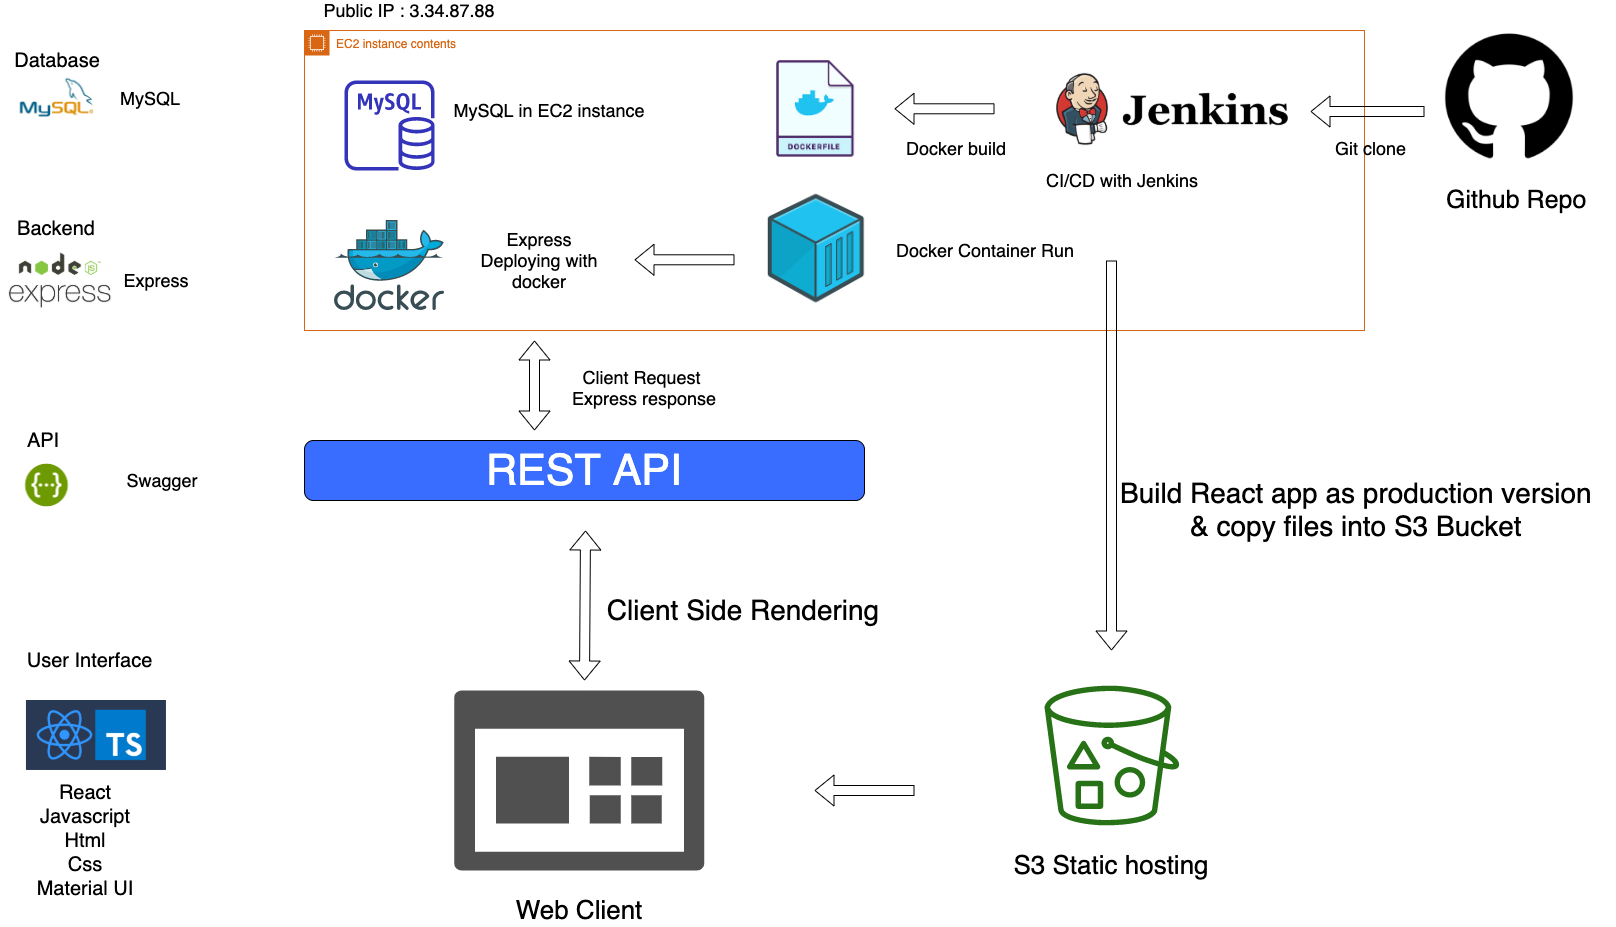 Public IP : 3.34.87.88
EC2 instance contents
Database
MySQL
MySQL
MySQL
MySQL in EC2 instance
DOCKERFILE
Docker build
Jenkins
CI/CD with Jenkins
Git clone
Github Repo
Backend
node
express
Express
docker
Express
Deploying with
docker
Docker Container Run
Client Request
Express response
API
{···}
Swagger
REST API
Build React app as production version
& copy files into S3 Bucket
Client Side Rendering
User Interface
TS
React
Javascript
Html
Css
Material UI
Web Client
S3 Static hosting